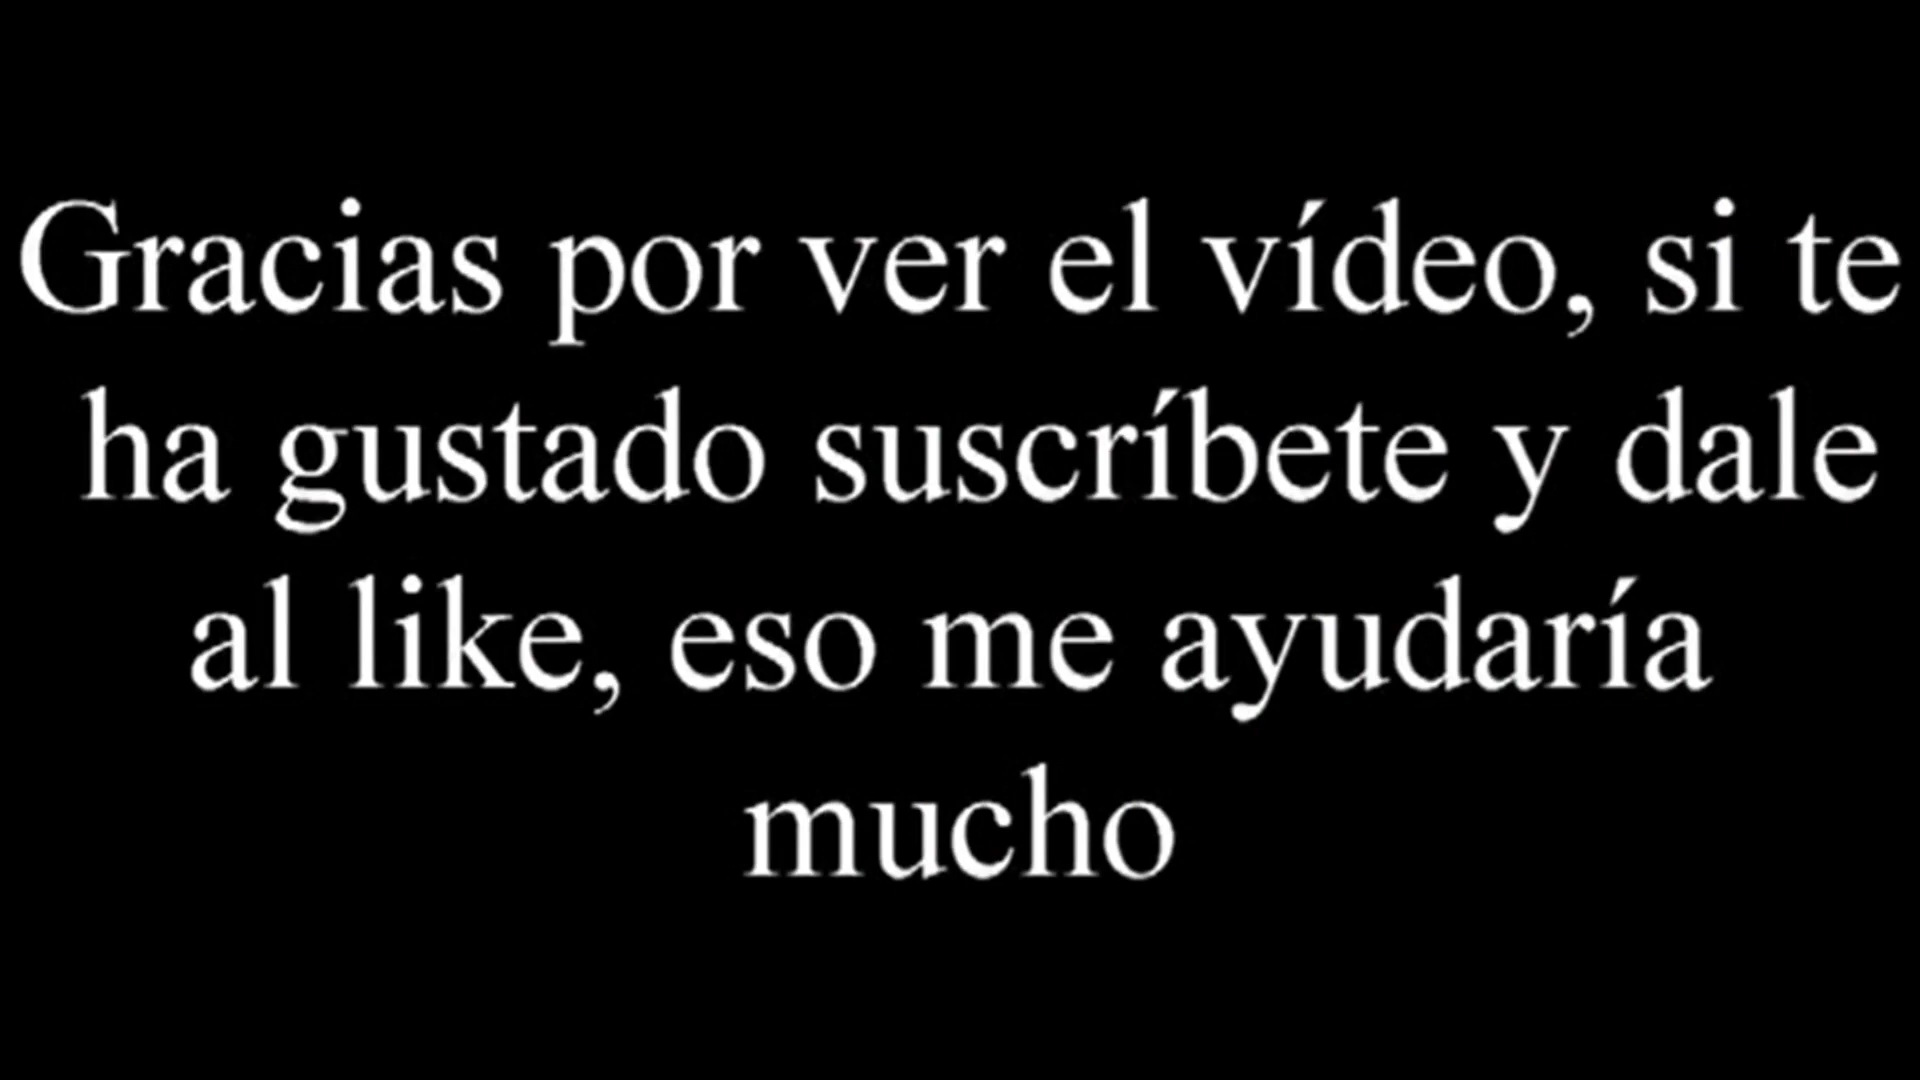 Gracias por ver el vídeo, si te
ha gustado suscríbete y dale
al like, eso me ayudaría
mucho